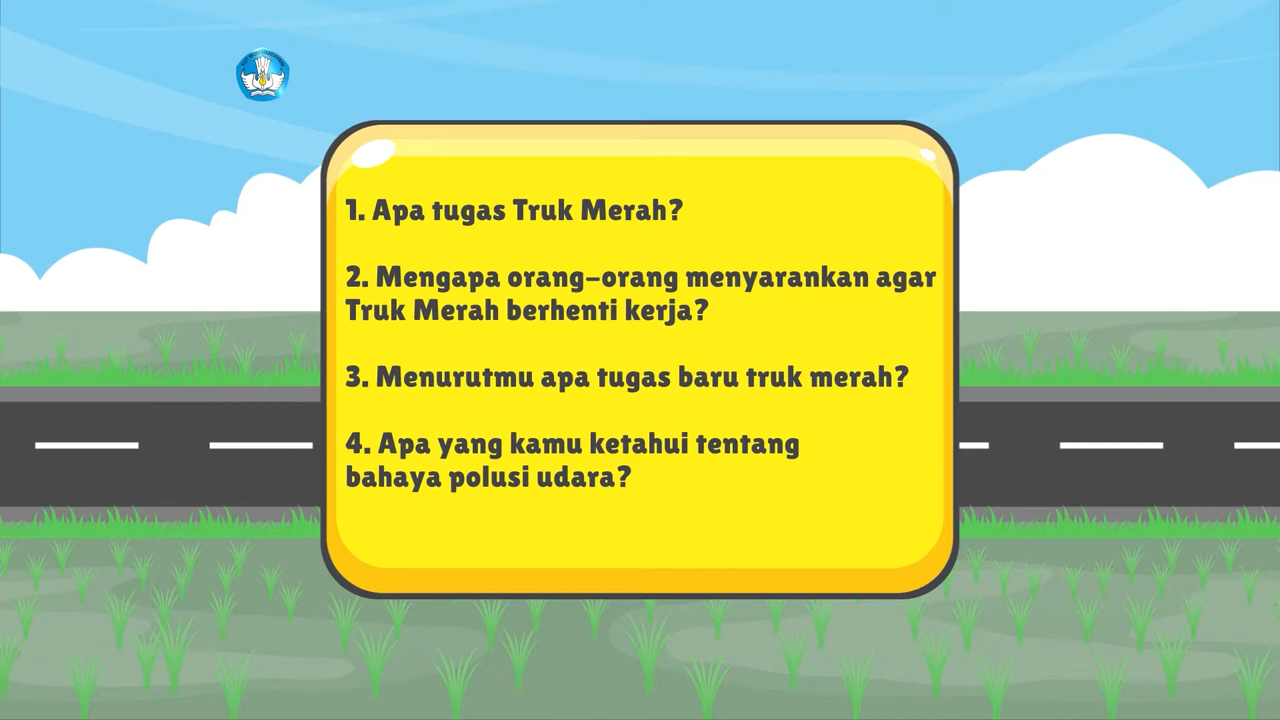 1. Apa tugas Truk Merah?
2. Mengapa orang-orang menyarankan agar
Truk Merah berhenti kerja?
3. Menurutmu apa tugas baru truk merah?
4. Apa yang kamu ketahui tentang
bahaya polusi udara?